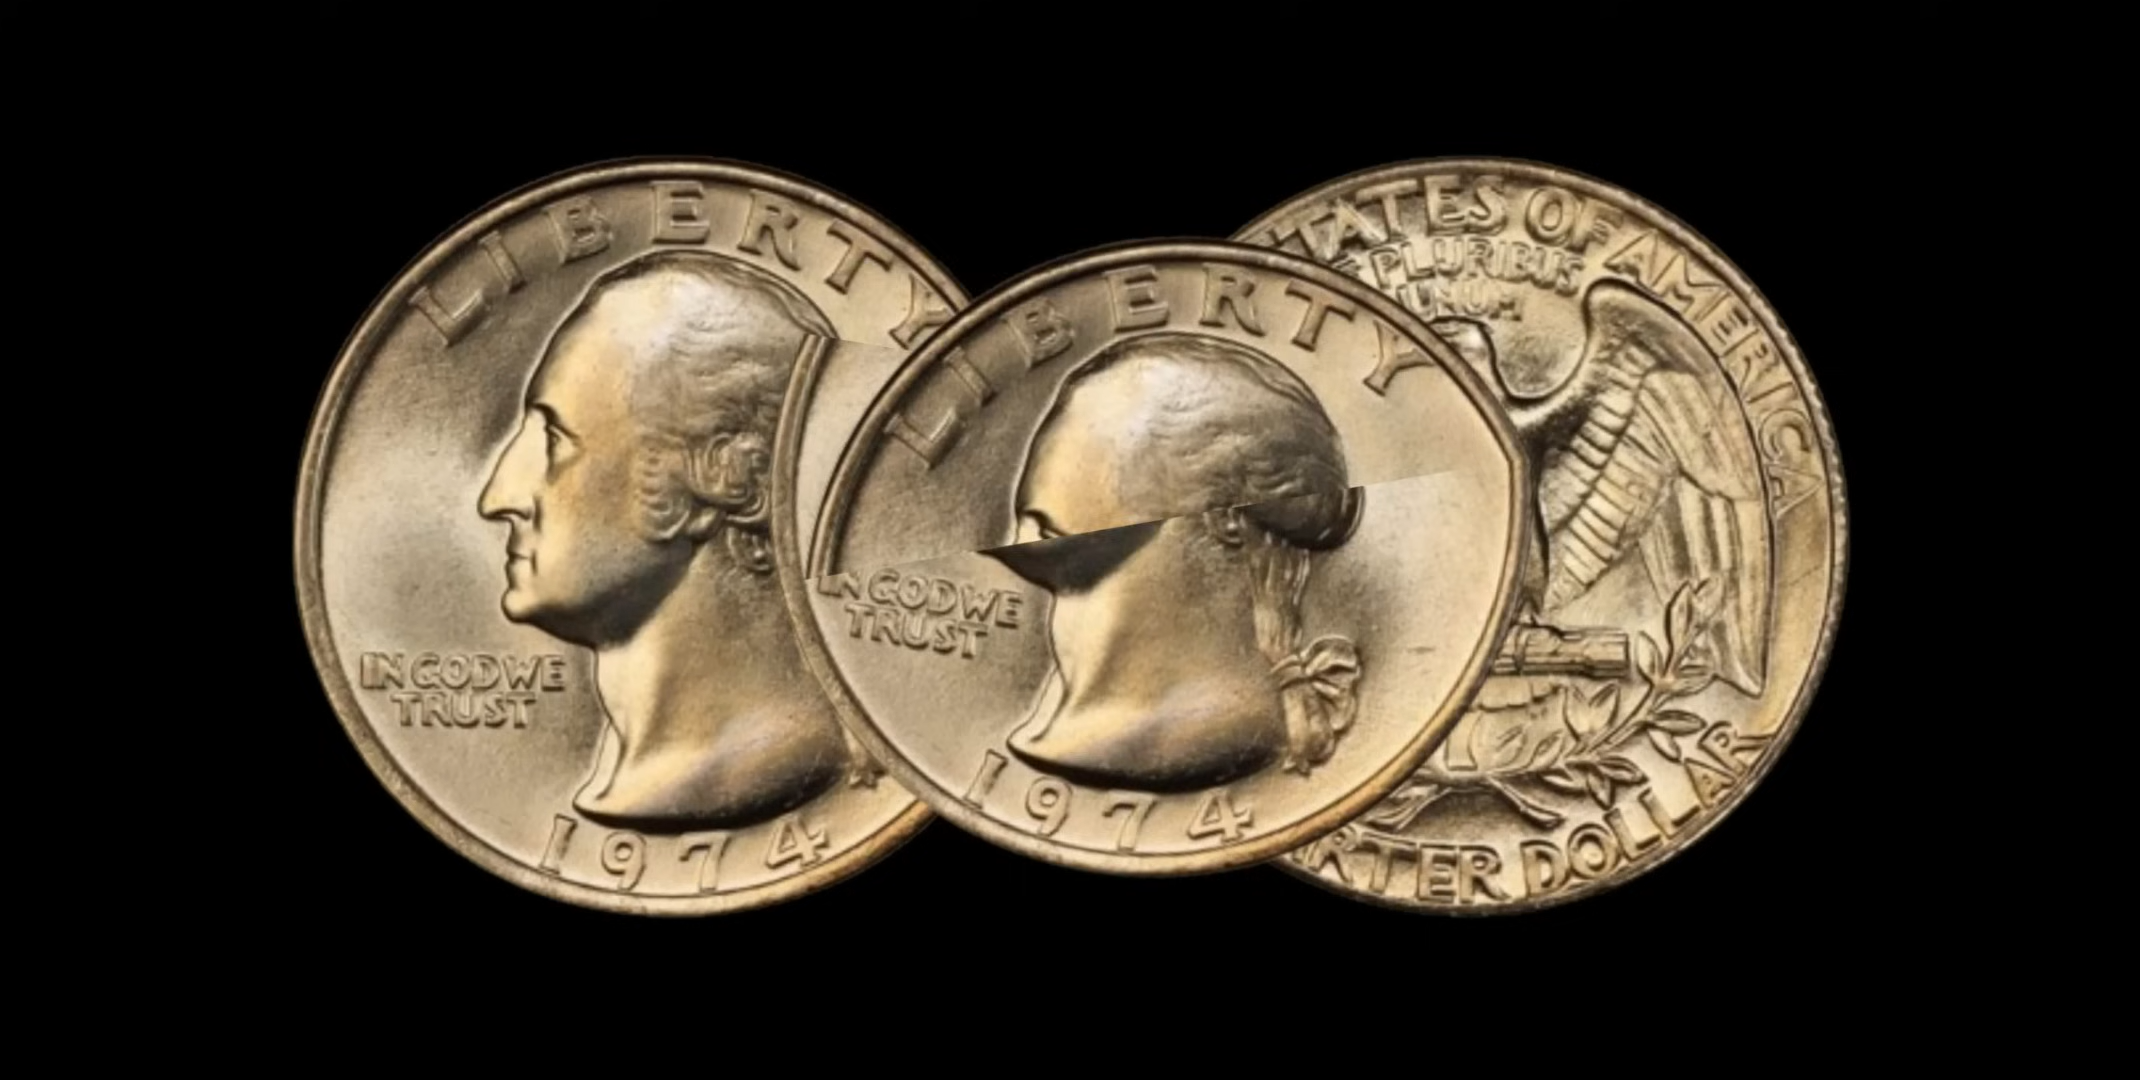 LIBERTY
IN GOD WE
TRUST
1974
LIBERTY
IN GOD WE
TRUST
1974
TATES OF AMERICA
PLURIBUS
UNUM
RTER DOLLAR